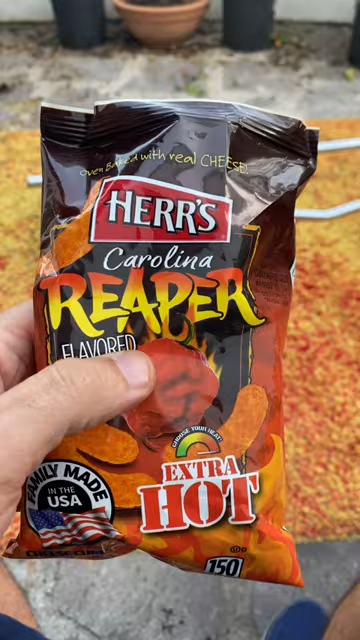 Oven Baked with real CHEESE!
HERR'S
Carolina
REAPER
FLAVORED
CHOOSE YOUR HEAT
EXTRA
HOT
FAMILY MADE
IN THE
USA
150